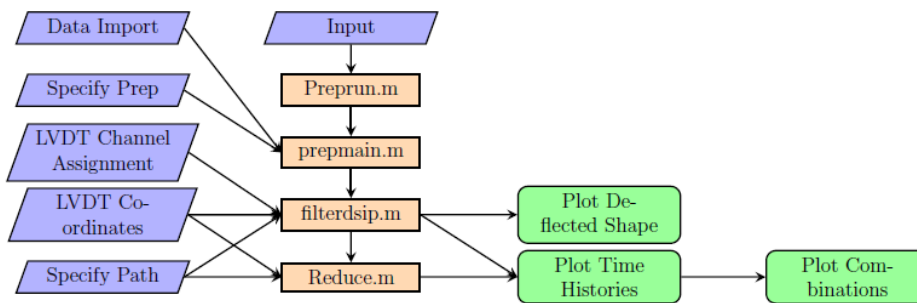 Data Import
Input
Specify Prep
Preprun.m
LVDT Channel
Assignment
prepmain.m
LVDT Co-
ordinates
filterdsip.m
Plot De-
flected Shape
Specify Path
Reduce.m
Plot Time
Histories
Plot Com-
binations